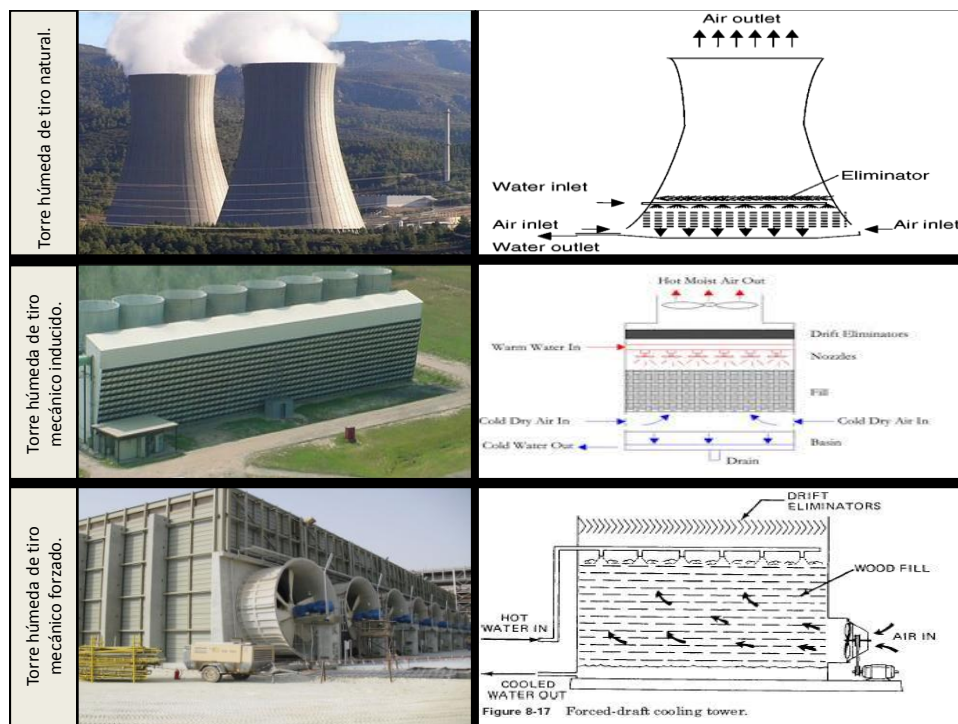 Torre húmeda de tiro natural.
Air outlet
Eliminator
Water inlet
Air inlet
Air inlet
Water outlet
Torre húmeda de tiro
mecánico inducido.
Hot Moist Air Out
Drift Eliminators
Warm Water In
Nozzles
Fill
Cold Dry Air In
Cold Dry Air In
Cold Water Out
Basin
Drain
Torre húmeda de tiro
mecánico forzado.
DRIFT
ELIMINATORS
WOOD FILL
HOT
WATER IN
AIR IN
COOLED
WATER OUT
Figure 8-17 Forced-draft cooling tower.